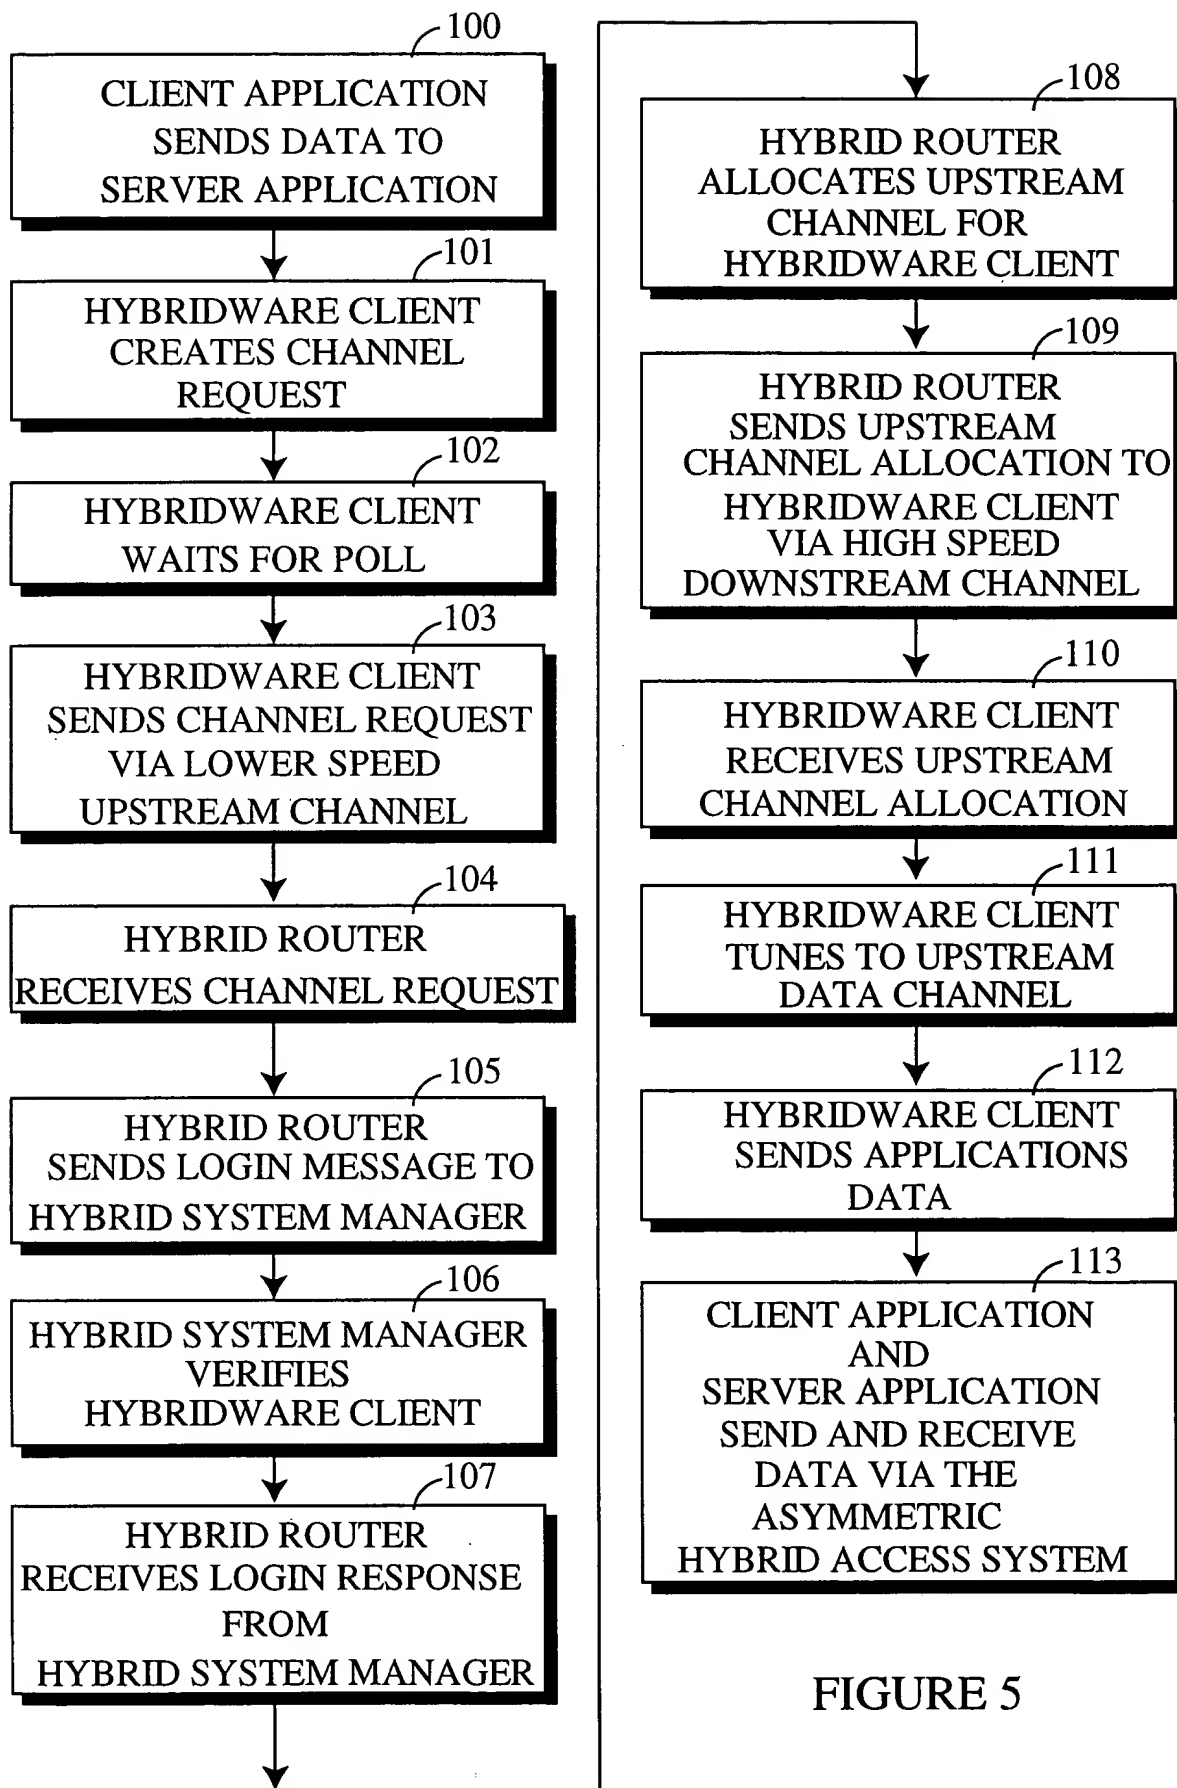 100
CLIENT APPLICATION
SENDS DATA TO
SERVER APPLICATION
101
HYBRIDWARE CLIENT
CREATES CHANNEL
REQUEST
102
HYBRIDWARE CLIENT
WAITS FOR POLL
103
HYBRIDWARE CLIENT
SENDS CHANNEL REQUEST
VIA LOWER SPEED
UPSTREAM CHANNEL
104
HYBRID ROUTER
RECEIVES CHANNEL REQUEST
105
HYBRID ROUTER
SENDS LOGIN MESSAGE TO
HYBRID SYSTEM MANAGER
106
HYBRID SYSTEM MANAGER
VERIFIES
HYBRIDWARE CLIENT
107
HYBRID ROUTER
RECEIVES LOGIN RESPONSE
FROM
HYBRID SYSTEM MANAGER
108
HYBRID ROUTER
ALLOCATES UPSTREAM
CHANNEL FOR
HYBRIDWARE CLIENT
109
HYBRID ROUTER
SENDS UPSTREAM
CHANNEL ALLOCATION TO
HYBRIDWARE CLIENT
VIA HIGH SPEED
DOWNSTREAM CHANNEL
110
HYBRIDWARE CLIENT
RECEIVES UPSTREAM
CHANNEL ALLOCATION
111
HYBRIDWARE CLIENT
TUNES TO UPSTREAM
DATA CHANNEL
112
HYBRIDWARE CLIENT
SENDS APPLICATIONS
DATA
113
CLIENT APPLICATION
AND
SERVER APPLICATION
SEND AND RECEIVE
DATA VIA THE
ASYMMETRIC
HYBRID ACCESS SYSTEM
FIGURE 5